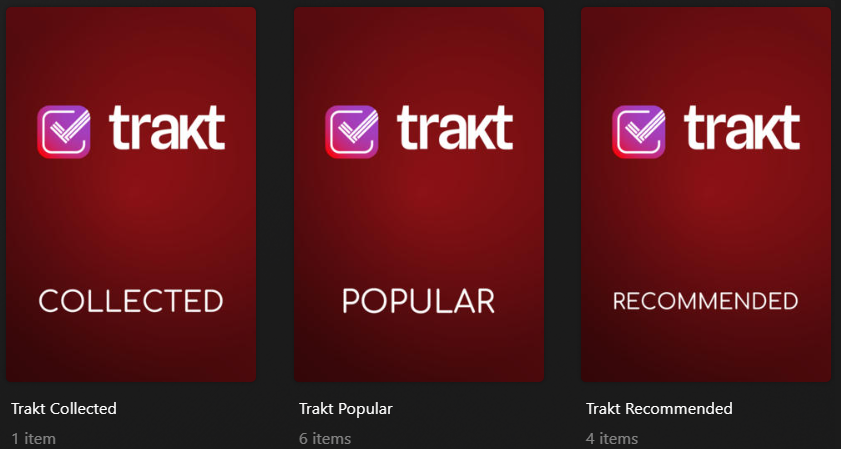 trakt
COLLECTED
Trakt Collected
1 item
trakt
POPULAR
Trakt Popular
6 items
trakt
RECOMMENDED
Trakt Recommended
4 items